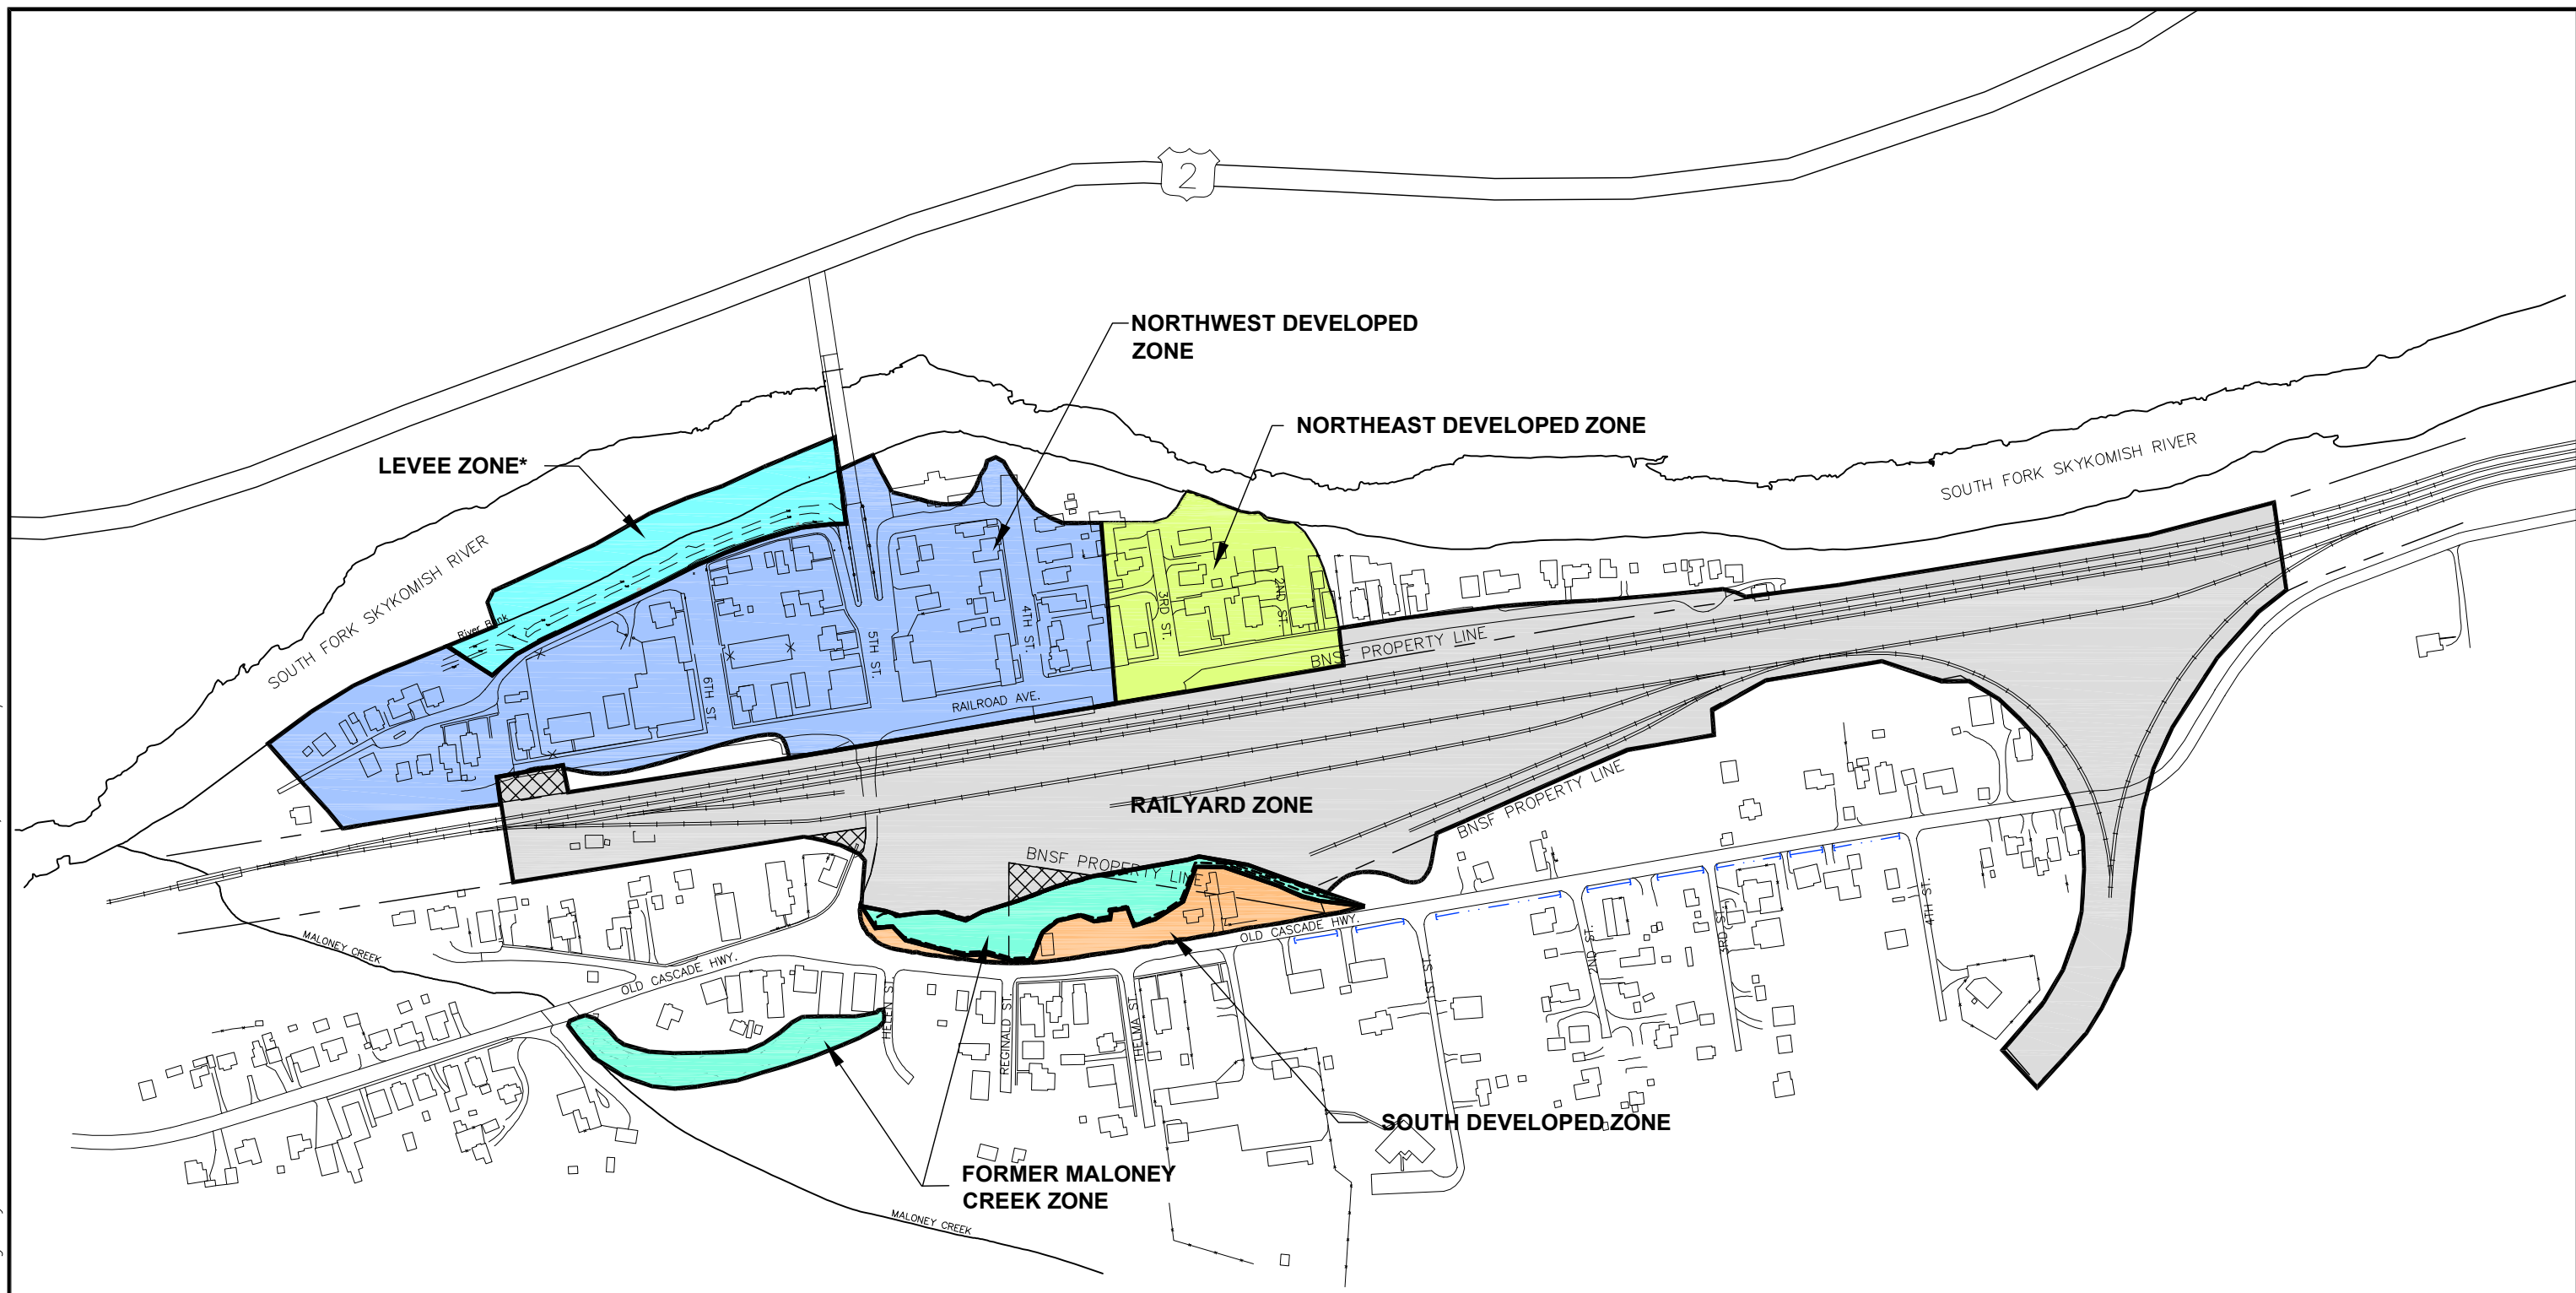 2
NORTHWEST DEVELOPED
ZONE
NORTHEAST DEVELOPED ZONE
LEVEE ZONE*
SOUTH FORK SKYKOMISH RIVER
SOUTH FORK SKYKOMISH RIVER
River Bank
3RD ST.
2ND ST.
4TH ST.
5TH ST.
6TH ST.
RAILROAD AVE.
BNSF PROPERTY LINE
RAILYARD ZONE
BNSF PROPERTY LINE
BNSF PROPERTY LINE
OLD CASCADE HWY.
MALONEY CREEK
OLD CASCADE HWY.
HELEN ST.
REGINALD ST.
THELMA ST.
1ST ST.
2ND ST.
3RD ST.
4TH ST.
SOUTH DEVELOPED ZONE
FORMER MALONEY
CREEK ZONE
MALONEY CREEK